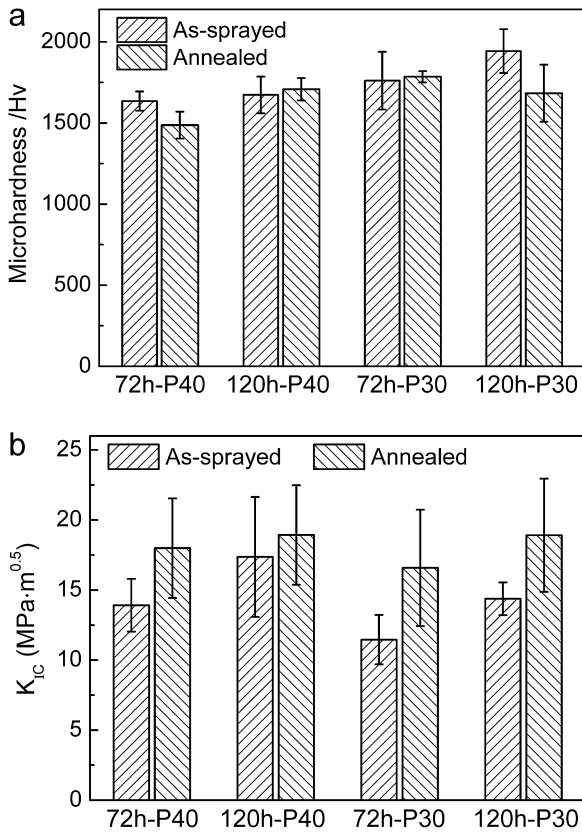 a
As-sprayed
Annealed
2000
1500
1000
500
0
Microhardness /Hv
72h-P40 120h-P40 72h-P30 120h-P30
b
As-sprayed Annealed
25
20
15
10
5
0
K_IC (MPa·m^0.5)
72h-P40 120h-P40 72h-P30 120h-P30